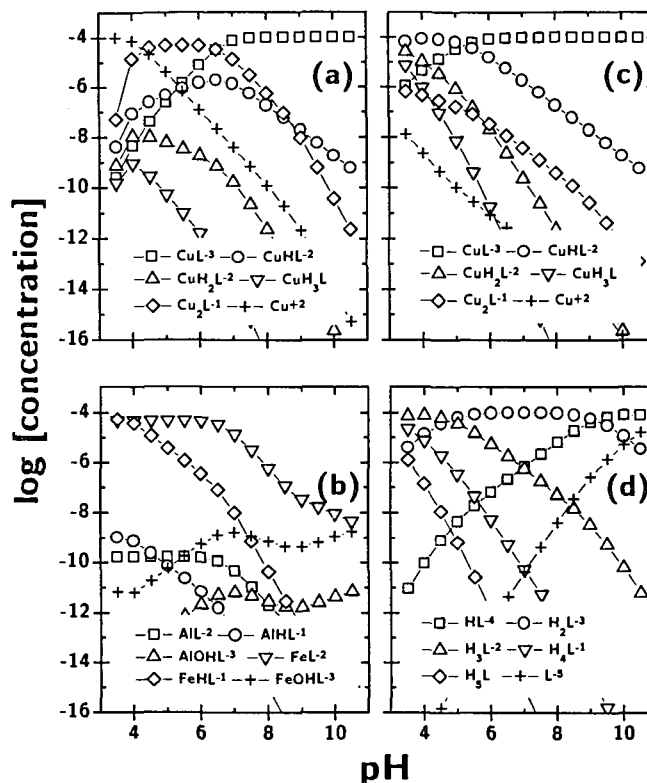 -4
-6
-8
-10
-12
-14
-16
(a)
CuL-3 CuHL-2
CuH2L-2 CuH3L
Cu2L-1 Cu+2
(c)
CuL-3 CuHL-2
CuH2L-2 CuH3L
Cu2L-1 Cu+2
log [concentration]
-4
-6
-8
-10
-12
-14
-16
(b)
AlL-2 AlHL-1
AlOHL-3 FeL-2
FeHL-1 FeOHL-3
4 6 8 10
(d)
HL-4 H2L-3
H3L-2 H4L-1
H5L L-5
4 6 8 10
pH